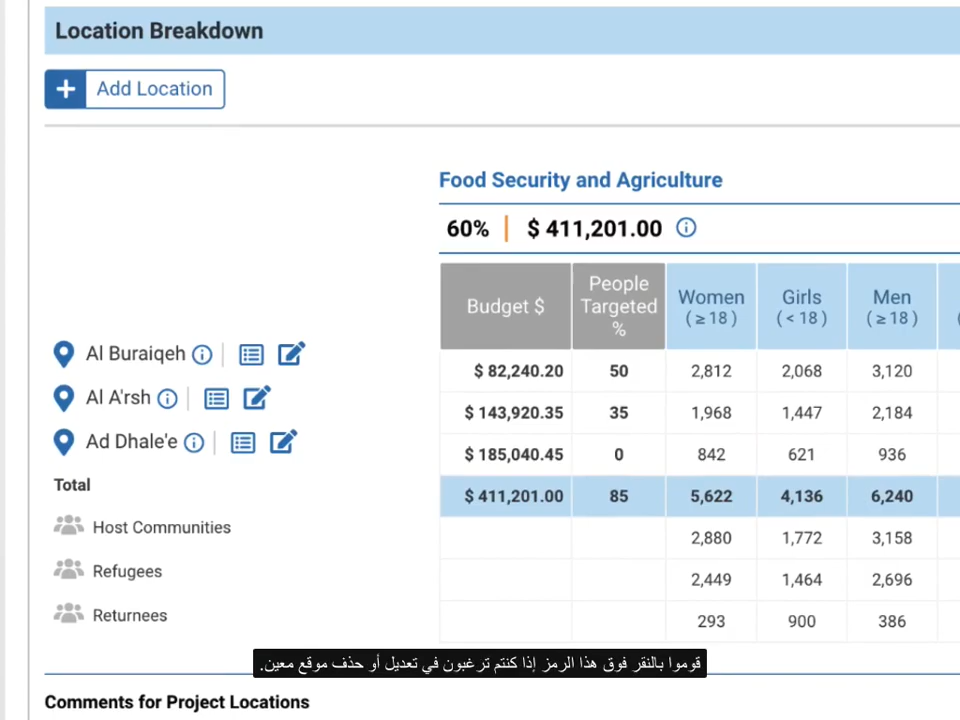 Location Breakdown
Add Location
Food Security and Agriculture
60% $ 411,201.00
Budget $ People Targeted % Women ( ≥ 18 ) Girls ( < 18 ) Men ( ≥ 18 )
Al Buraiqeh $ 82,240.20 50 2,812 2,068 3,120
Al A'rsh $ 143,920.35 35 1,968 1,447 2,184
Ad Dhale'e $ 185,040.45 0 842 621 936
Total $ 411,201.00 85 5,622 4,136 6,240
Host Communities 2,880 1,772 3,158
Refugees 2,449 1,464 2,696
Returnees 293 900 386
قوموا بالنقر فوق هذا الرمز إذا كنتم ترغبون في تعديل أو حذف موقع معين.
Comments for Project Locations